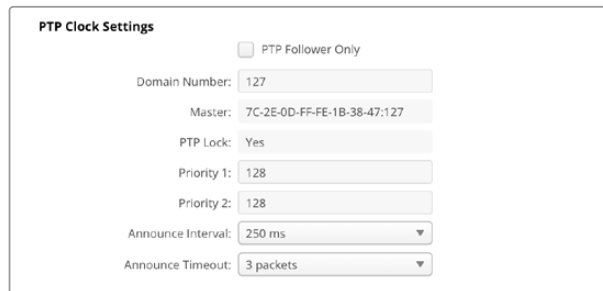 PTP Clock Settings
PTP Follower Only
Domain Number: 127
Master: 7C-2E-0D-FF-FE-1B-38-47:127
PTP Lock: Yes
Priority 1: 128
Priority 2: 128
Announce Interval: 250 ms
Announce Timeout: 3 packets